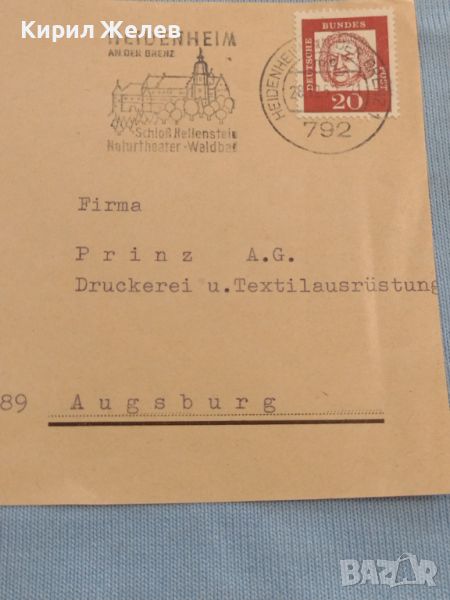 Кирил Желев
HEIDENHEIM
AN DER BRENZ
Schloß Hellenstein
Naturtheater-Waldbad
HEIDENHEIM
792
DEUTSCHE
BUNDES
POST
20
Firma
Prinz A.G.
Druckerei u.Textilausrüstung
89 Augsburg
BAZAR